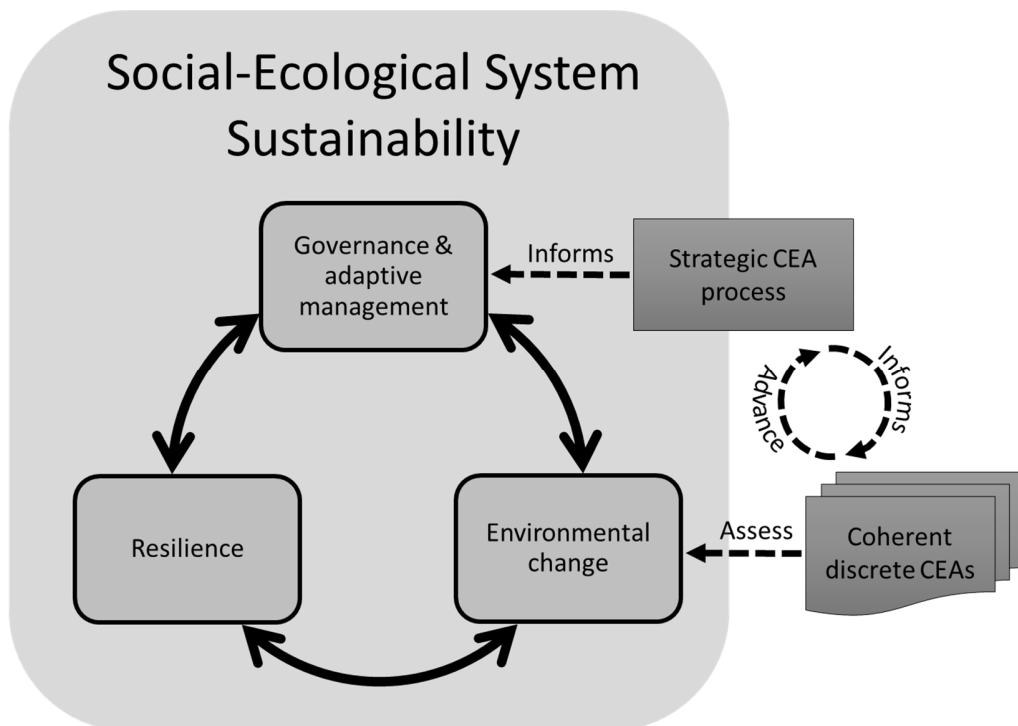 Social-Ecological System
Sustainability
Governance &
adaptive
management
Informs
Strategic CEA
process
Advance
Informs
Resilience
Environmental
change
Assess
Coherent
discrete CEAs